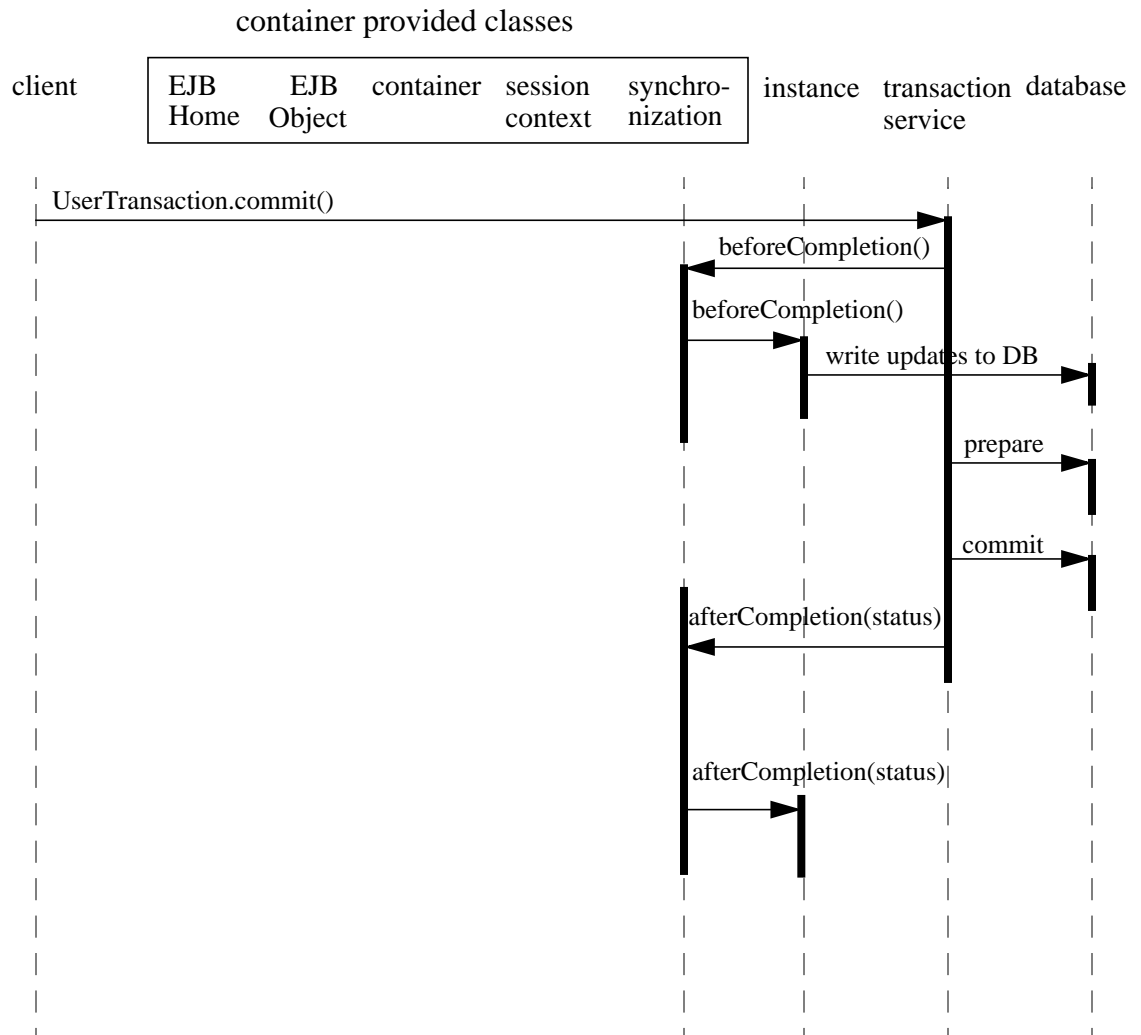 container provided classes
client
EJB
Home
EJB
Object
container
session
context
synchro-
nization
instance
transaction
service
database
UserTransaction.commit()
beforeCompletion()
beforeCompletion()
write updates to DB
prepare
commit
afterCompletion(status)
afterCompletion(status)